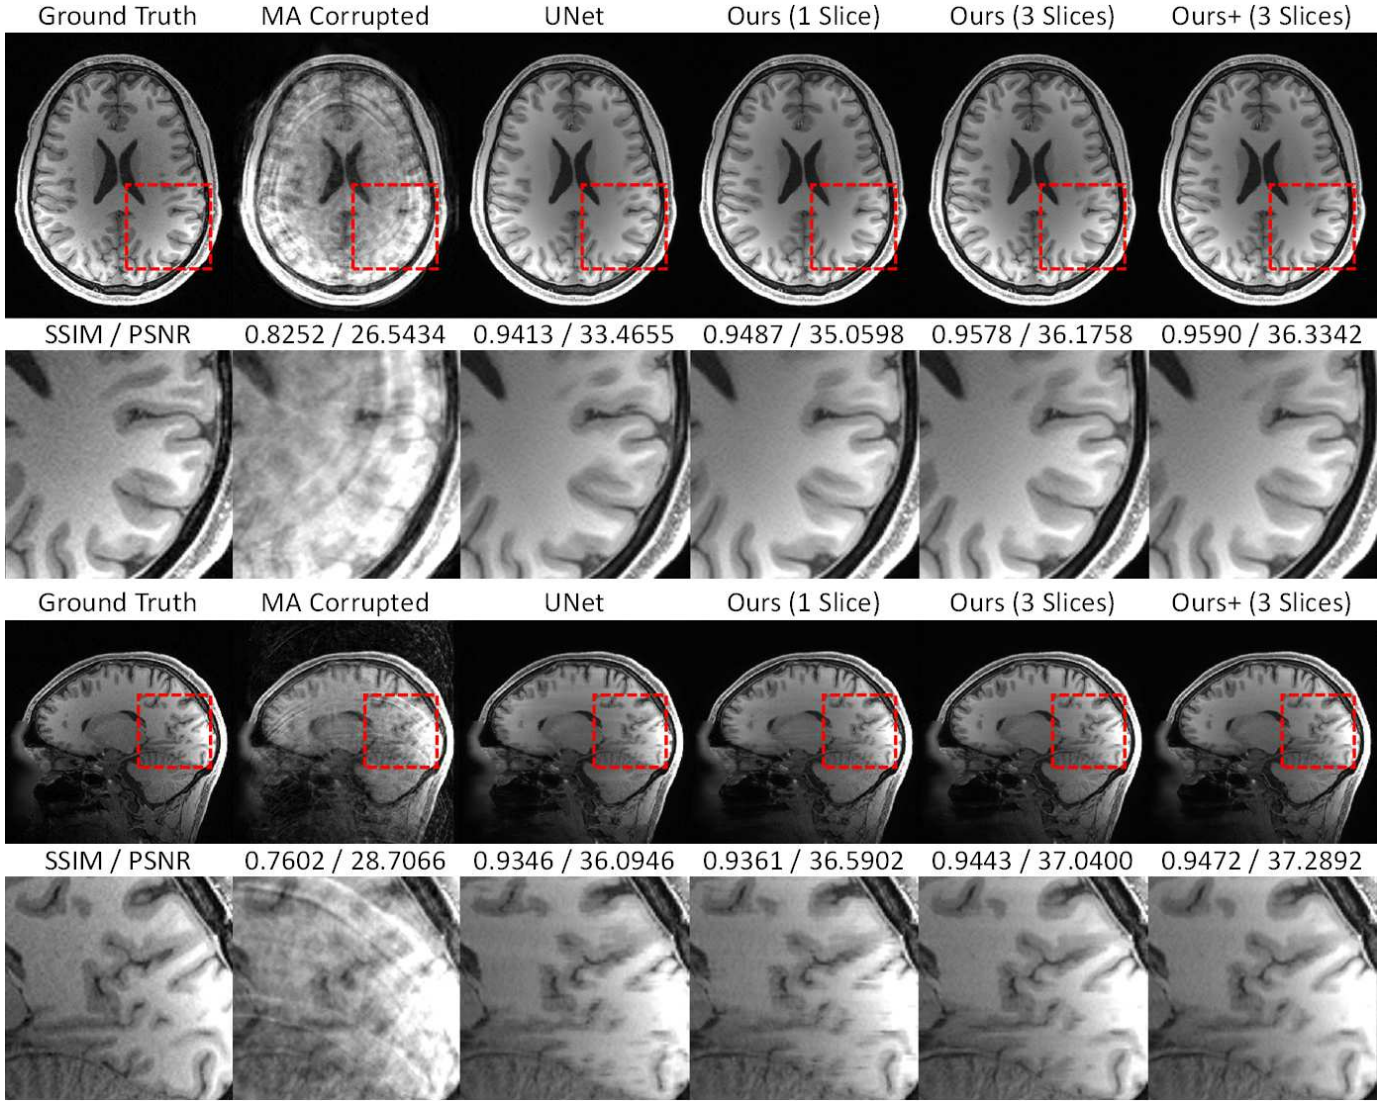 Ground Truth MA Corrupted UNet Ours (1 Slice) Ours (3 Slices) Ours+ (3 Slices)
SSIM / PSNR 0.8252 / 26.5434 0.9413 / 33.4655 0.9487 / 35.0598 0.9578 / 36.1758 0.9590 / 36.3342
Ground Truth MA Corrupted UNet Ours (1 Slice) Ours (3 Slices) Ours+ (3 Slices)
SSIM / PSNR 0.7602 / 28.7066 0.9346 / 36.0946 0.9361 / 36.5902 0.9443 / 37.0400 0.9472 / 37.2892